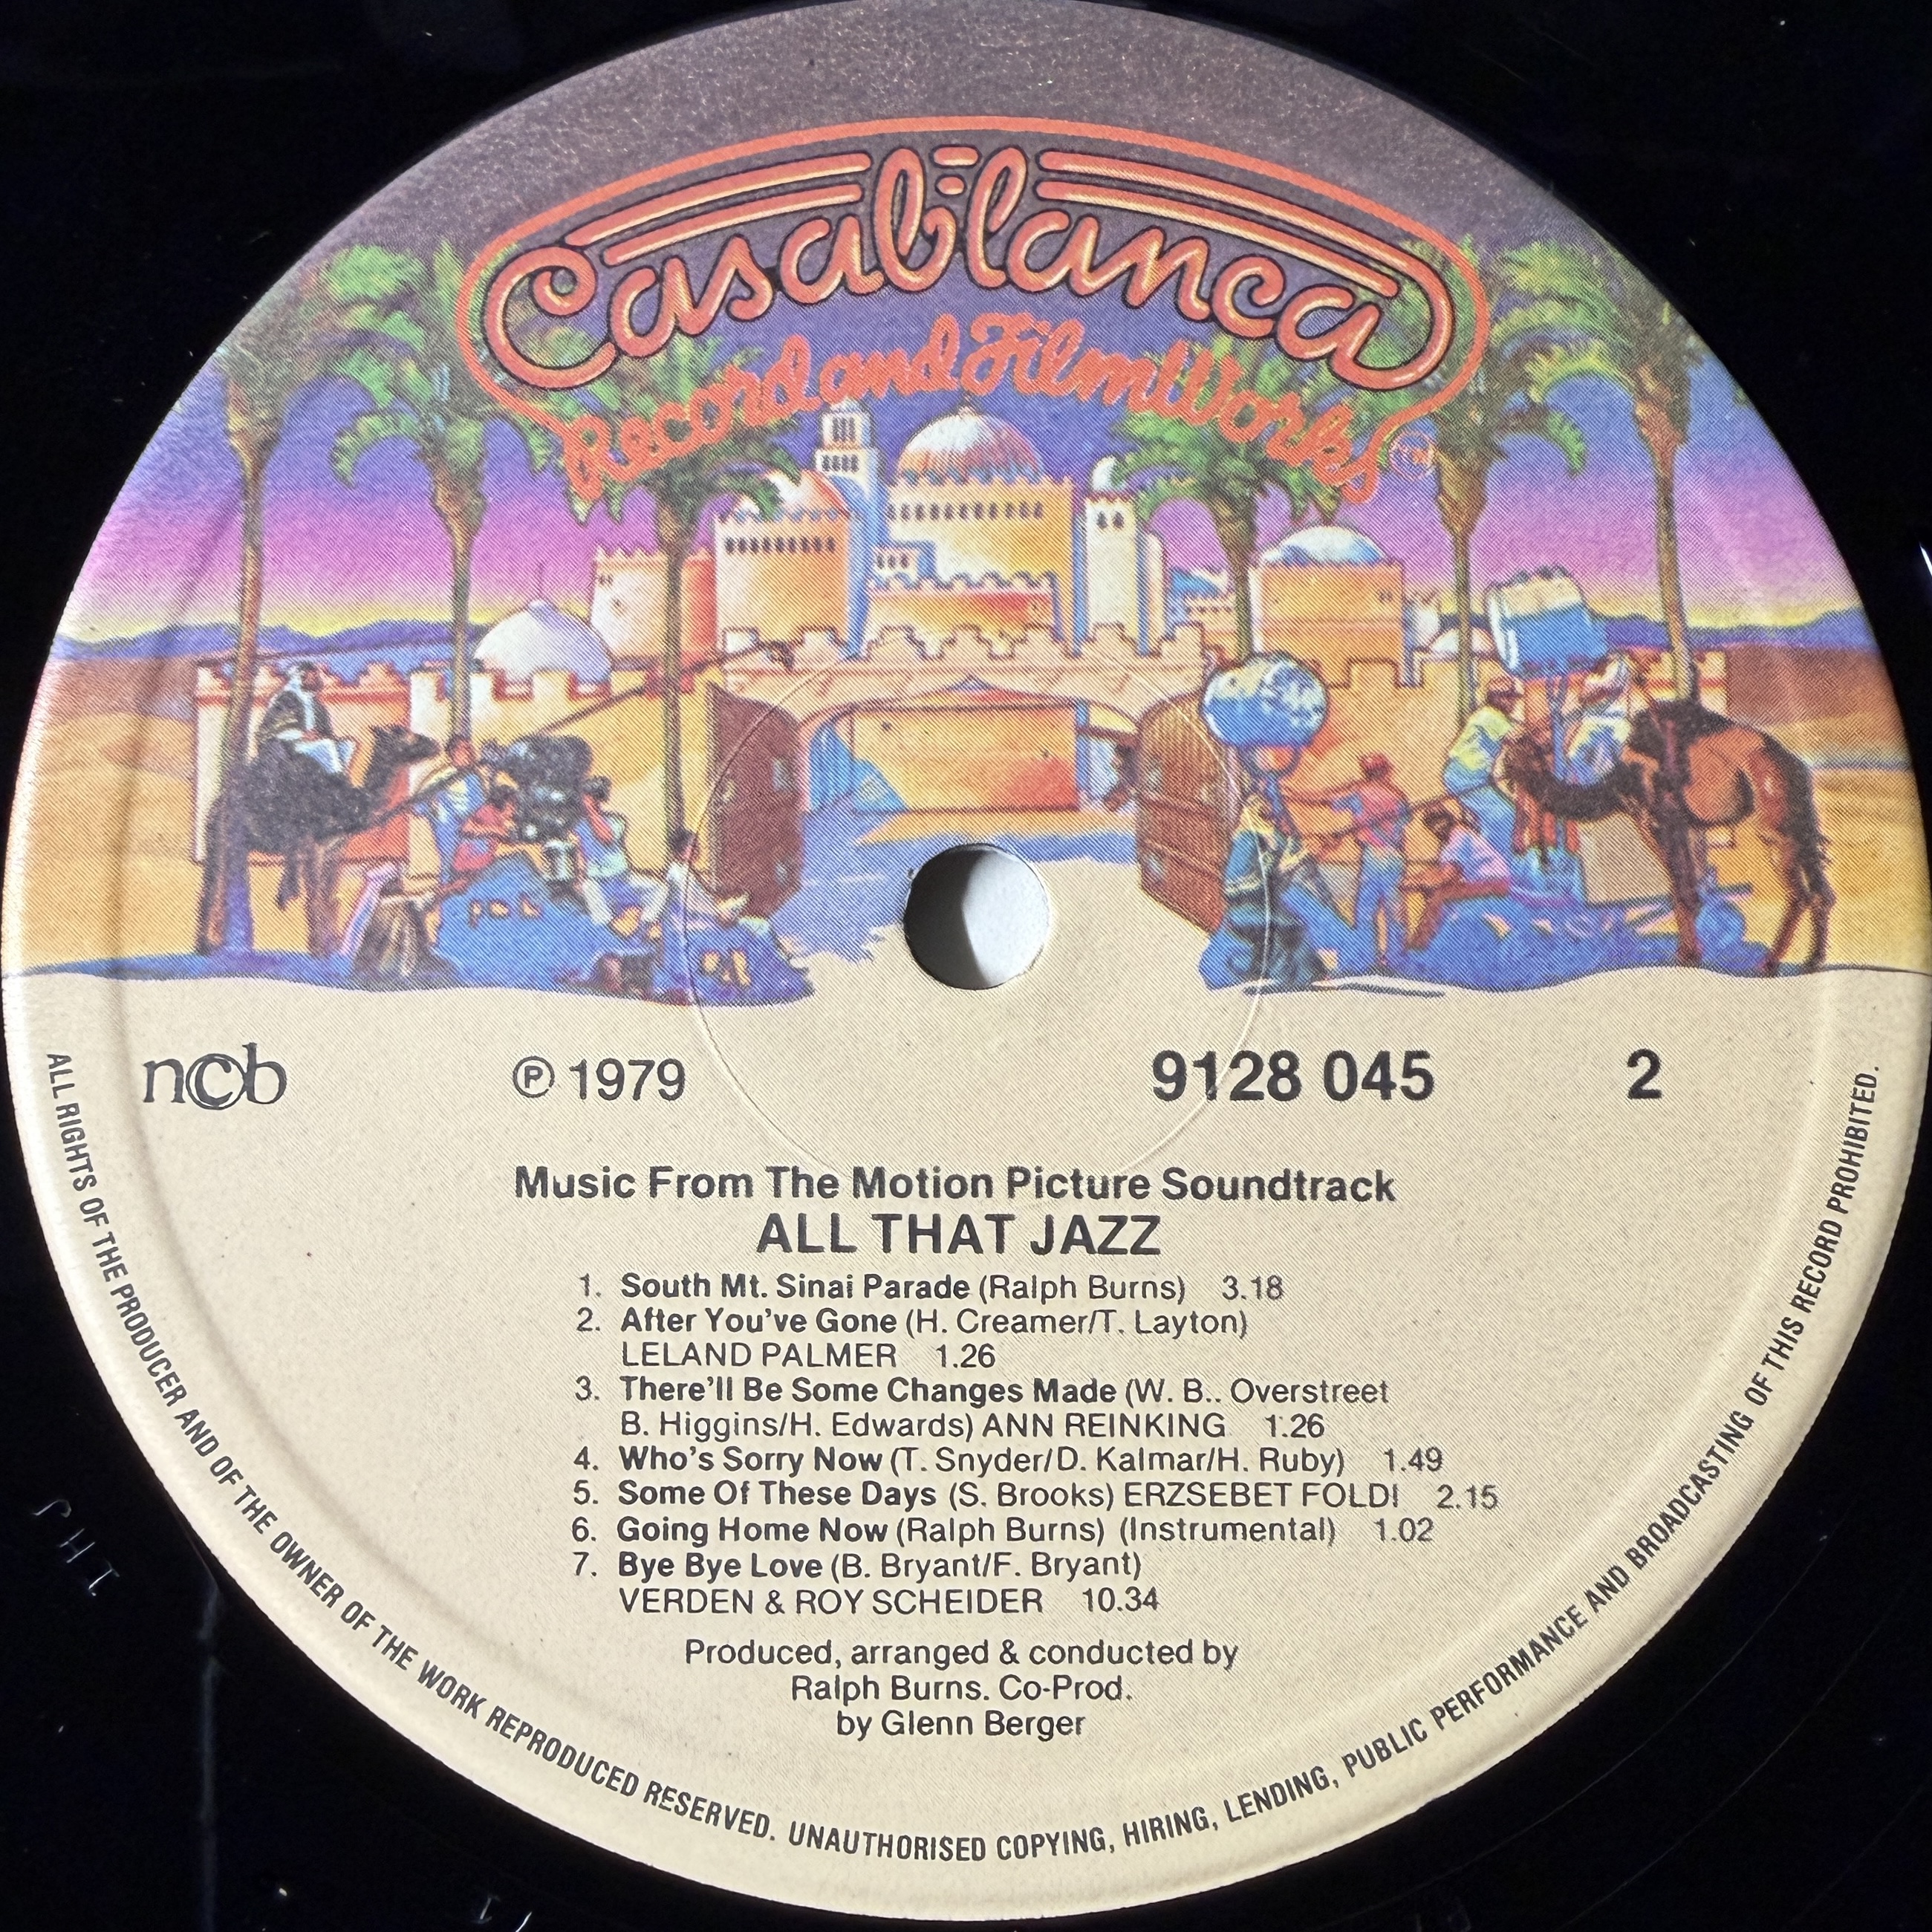 Casablanca
Record and FilmWorks
ncb
℗ 1979
9128 045
2
Music From The Motion Picture Soundtrack
ALL THAT JAZZ
1. South Mt. Sinai Parade (Ralph Burns) 3.18
2. After You've Gone (H. Creamer/T. Layton)
LELAND PALMER 1.26
3. There'll Be Some Changes Made (W. B.. Overstreet
B. Higgins/H. Edwards) ANN REINKING 1.26
4. Who's Sorry Now (T. Snyder/D. Kalmar/H. Ruby) 1.49
5. Some Of These Days (S. Brooks) ERZSEBET FOLDI 2.15
6. Going Home Now (Ralph Burns) (Instrumental) 1.02
7. Bye Bye Love (B. Bryant/F. Bryant)
VERDEN & ROY SCHEIDER 10.34
Produced, arranged & conducted by
Ralph Burns. Co-Prod.
by Glenn Berger
ALL RIGHTS OF THE PRODUCER AND OF THE OWNER OF THE WORK REPRODUCED RESERVED. UNAUTHORISED COPYING, HIRING, LENDING, PUBLIC PERFORMANCE AND BROADCASTING OF THIS RECORD PROHIBITED.